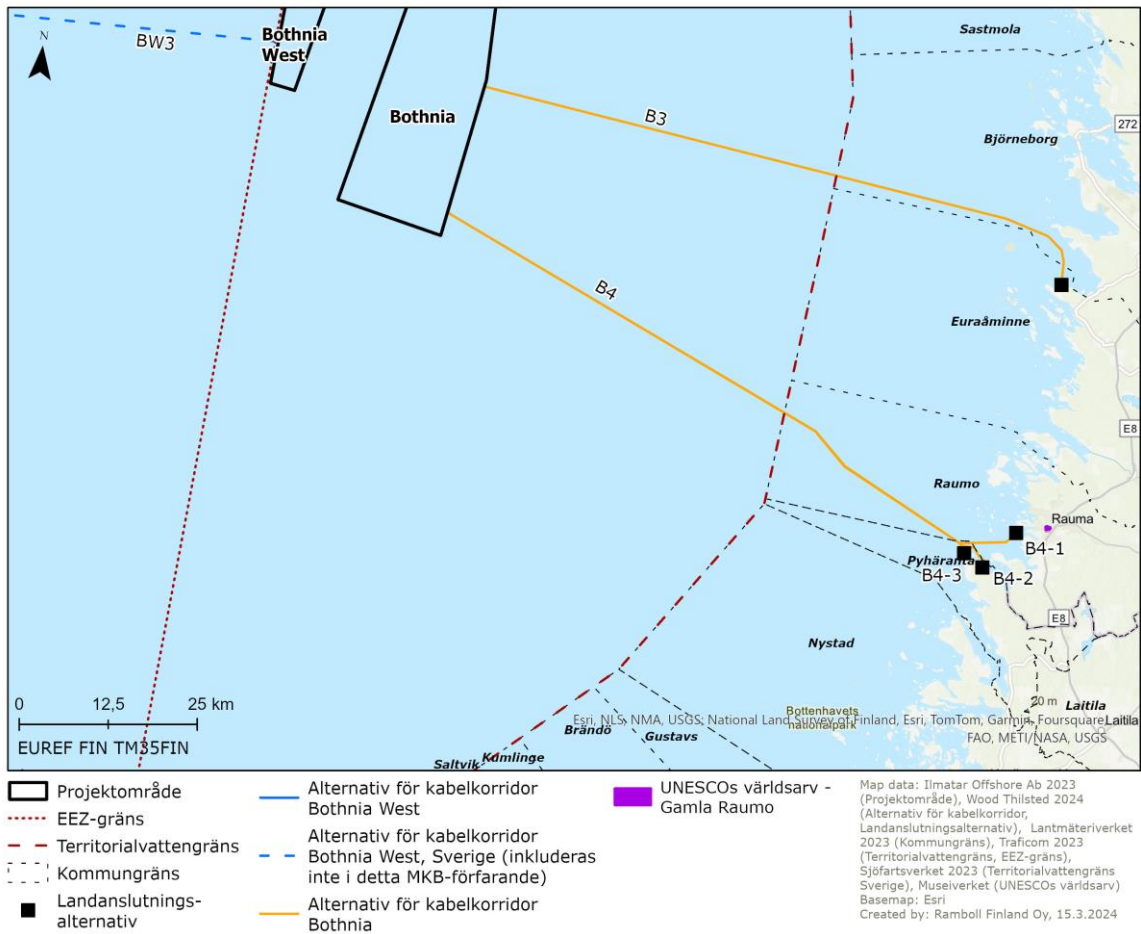 N
BW3
Bothnia
West
Bothnia
B3
B4
Sastmola
272
Björneborg
Euraåminne
E8
Raumo
Rauma
B4-1
Pyhäranta
B4-3
B4-2
E8
Nystad
20 m
Laitila
Laitila
Bottenhavets
nationalpark
Brändö
Gustavs
Kumlinge
Saltvik
0 12,5 25 km
EUREF FIN TM35FIN
Esri, NLS, NMA, USGS, National Land Survey of Finland, Esri, TomTom, Garmin, Foursquare,
FAO, METI/NASA, USGS
Projektområde
EEZ-gräns
Territorialvattengräns
Kommungräns
Landanslutnings-
alternativ
Alternativ för kabelkorridor
Bothnia West
Alternativ för kabelkorridor
Bothnia West, Sverige (inkluderas
inte i detta MKB-förfarande)
Alternativ för kabelkorridor
Bothnia
UNESCOs världsarv -
Gamla Raumo
Map data: Ilmatar Offshore Ab 2023
(Projektområde), Wood Thilsted 2024
(Alternativ för kabelkorridor,
Landanslutningsalternativ), Lantmäteriverket
2023 (Kommungräns), Traficom 2023
(Territorialvattengräns, EEZ-gräns),
Sjöfartsverket 2023 (Territorialvattengräns
Sverige), Museiverket (UNESCOs världsarv)
Basemap: Esri
Created by: Ramboll Finland Oy, 15.3.2024